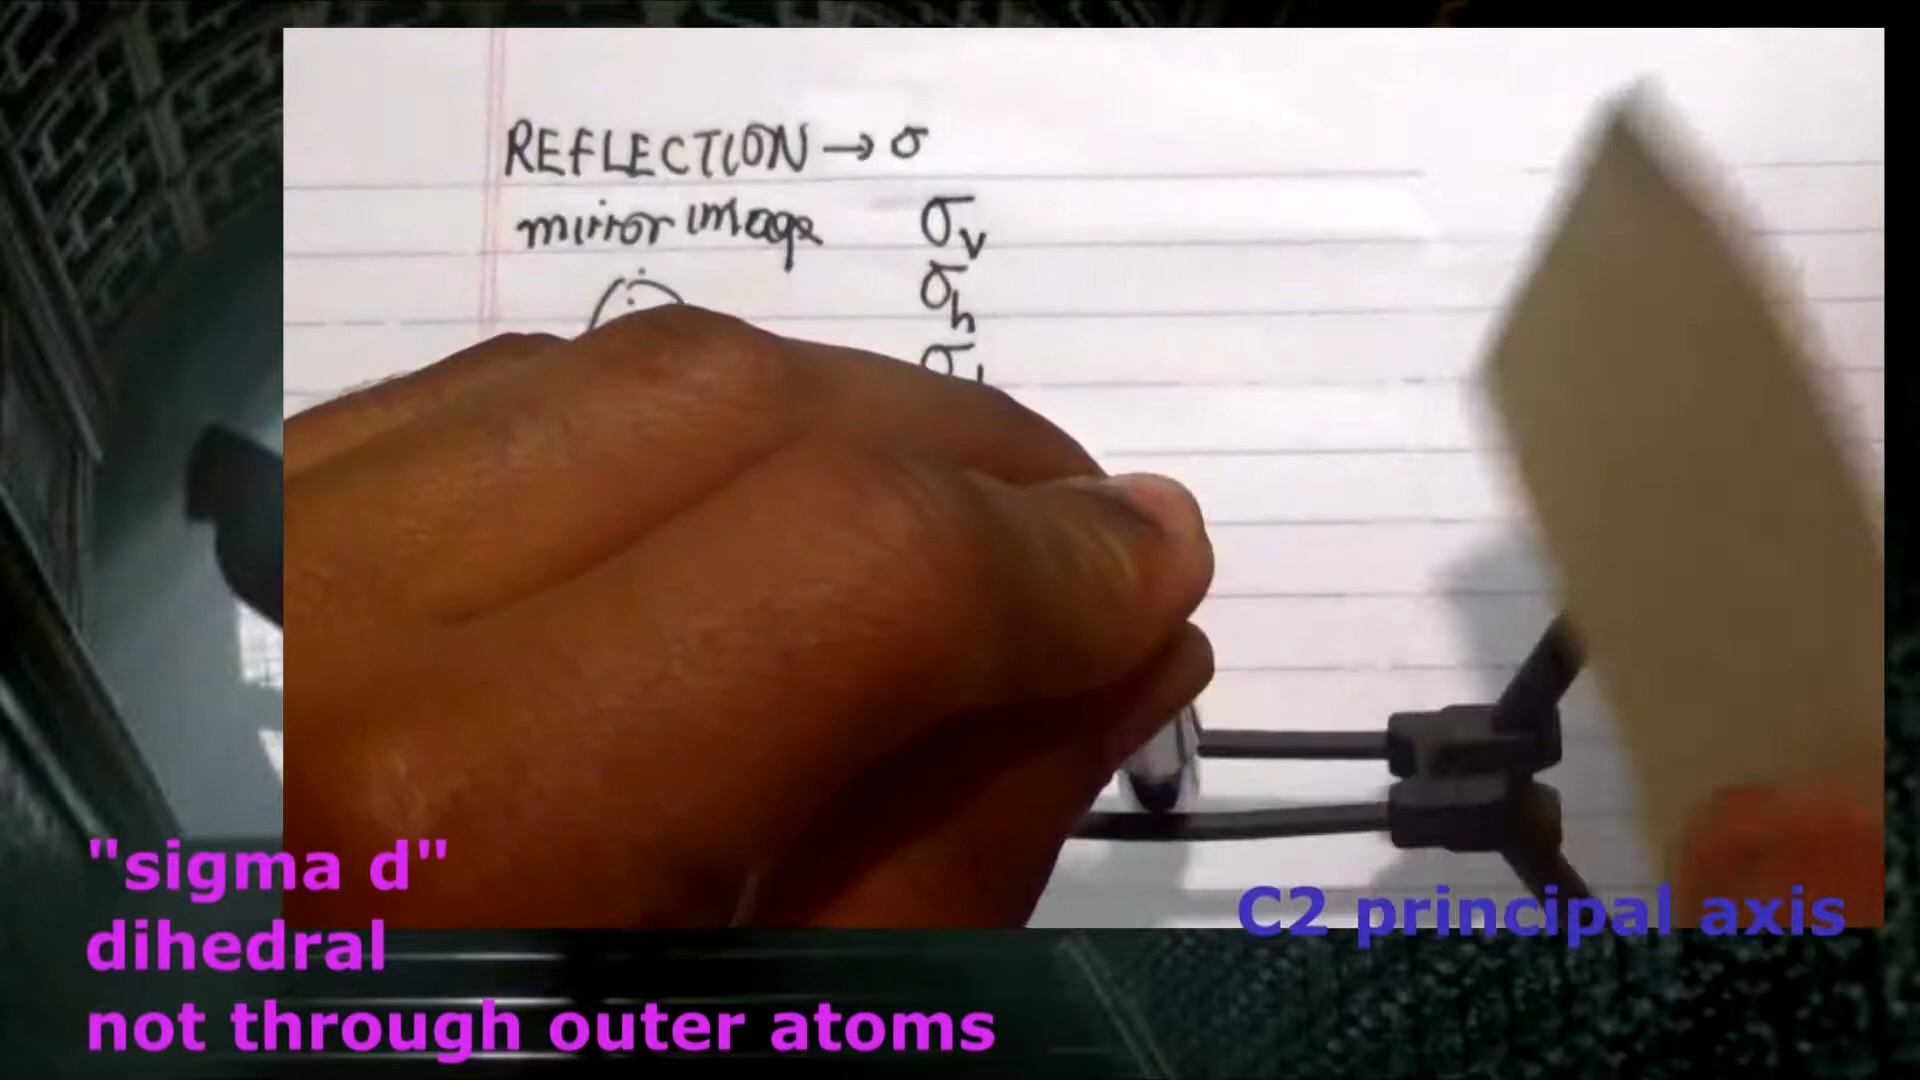 REFLECTION → σ
mirror image
σv
σh
σ
"sigma d"
dihedral
not through outer atoms
C2 principal axis